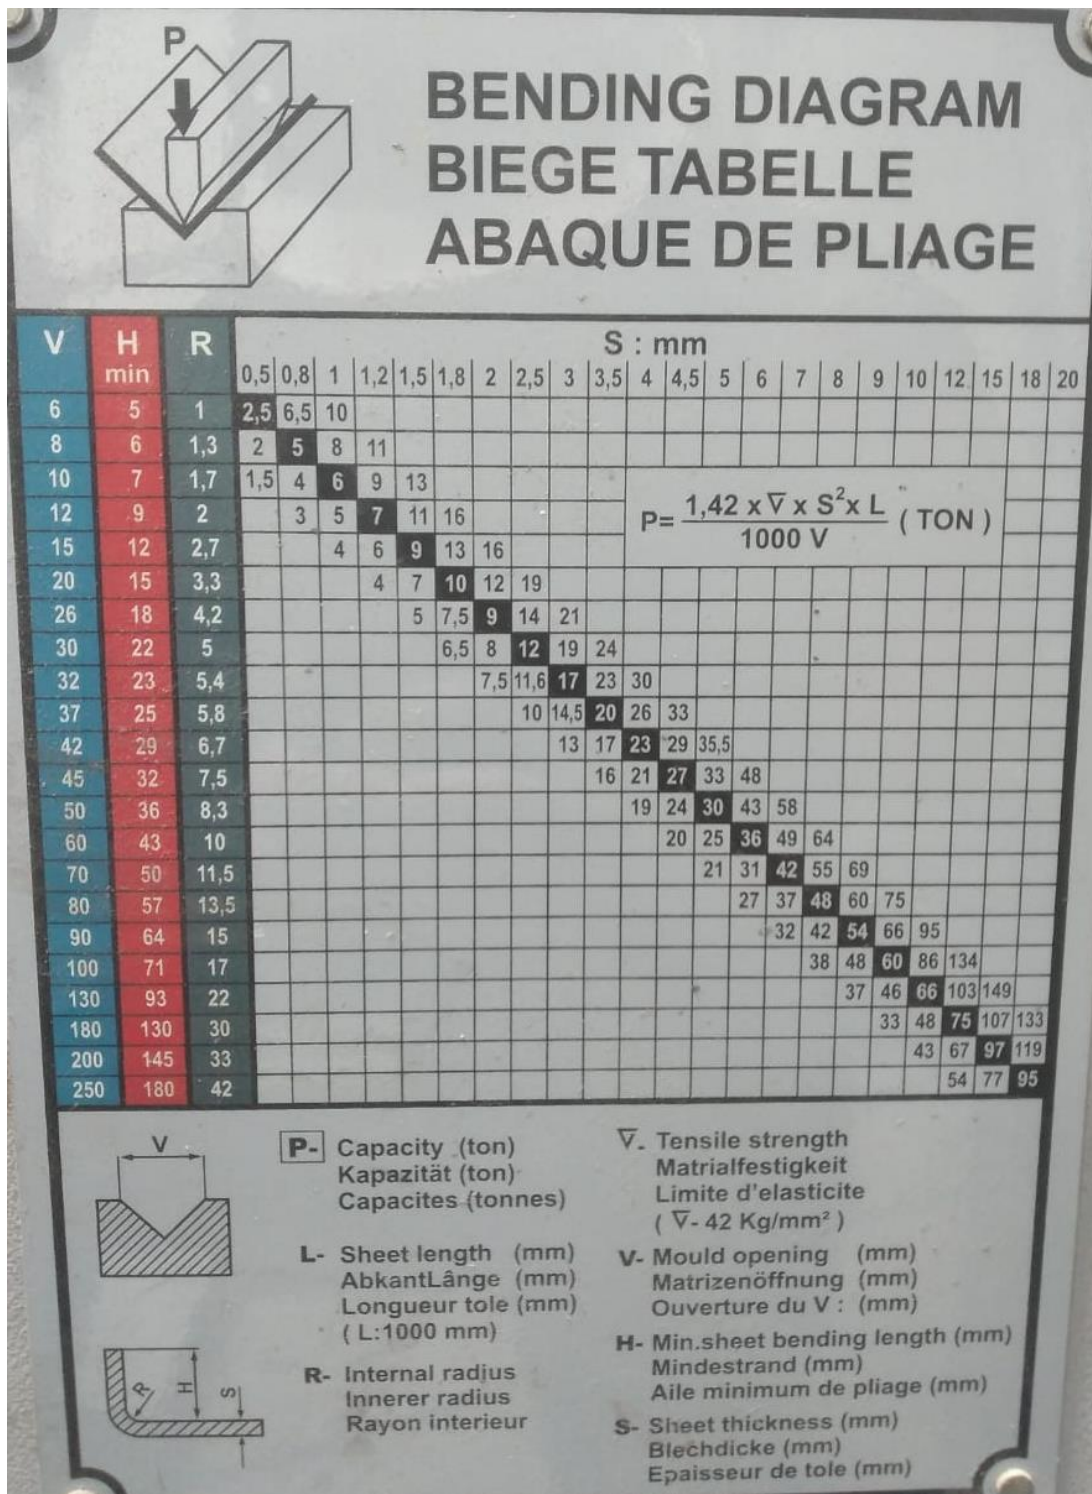 P
BENDING DIAGRAM
BIEGE TABELLE
ABAQUE DE PLIAGE
V H min R S : mm
0,5 0,8 1 1,2 1,5 1,8 2 2,5 3 3,5 4 4,5 5 6 7 8 9 10 12 15 18 20
6 5 1 2,5 6,5 10
8 6 1,3 2 5 8 11
10 7 1,7 1,5 4 6 9 13
12 9 2 3 5 7 11 16
15 12 2,7 4 6 9 13 16
20 15 3,3 4 7 10 12 19
26 18 4,2 5 7,5 9 14 21
30 22 5 6,5 8 12 19 24
32 23 5,4 7,5 11,6 17 23 30
37 25 5,8 10 14,5 20 26 33
42 29 6,7 13 17 23 29 35,5
45 32 7,5 16 21 27 33 48
50 36 8,3 19 24 30 43 58
60 43 10 20 25 36 49 64
70 50 11,5 21 31 42 55 69
80 57 13,5 27 37 48 60 75
90 64 15 32 42 54 66 95
100 71 17 38 48 60 86 134
130 93 22 37 46 66 103 149
180 130 30 33 48 75 107 133
200 145 33 43 67 97 119
250 180 42 54 77 95
P= 1,42 x ∇ x S² x L / 1000 V ( TON )
V
P- Capacity (ton)
Kapazität (ton)
Capacites (tonnes)
L- Sheet length (mm)
AbkantLânge (mm)
Longueur tole (mm)
( L:1000 mm)
R- Internal radius
Innerer radius
Rayon interieur
R H S
∇- Tensile strength
Matrialfestigkeit
Limite d'elasticite
( ∇- 42 Kg/mm² )
V- Mould opening (mm)
Matrizenöffnung (mm)
Ouverture du V : (mm)
H- Min.sheet bending length (mm)
Mindestrand (mm)
Aile minimum de pliage (mm)
S- Sheet thickness (mm)
Blechdicke (mm)
Epaisseur de tole (mm)